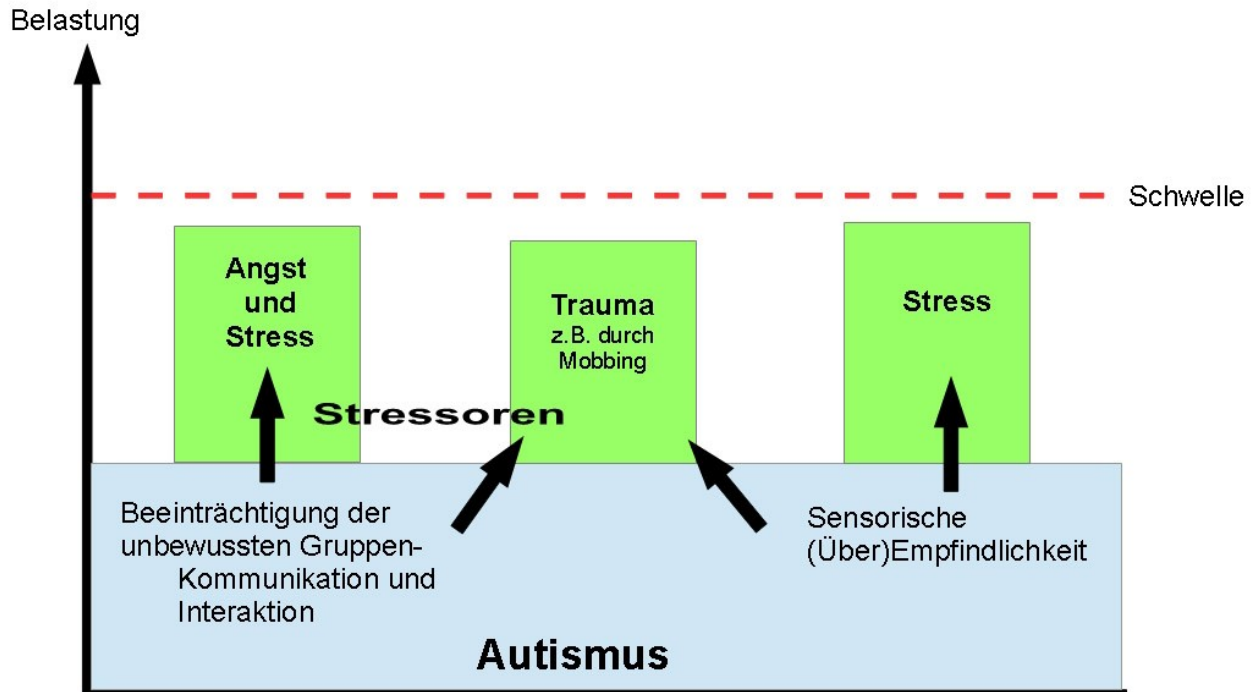 Belastung
Schwelle
Angst
und
Stress
Trauma
z.B. durch
Mobbing
Stress
Stressoren
Beeinträchtigung der
unbewussten Gruppen-
Kommunikation und
Interaktion
Sensorische
(Über)Empfindlichkeit
Autismus